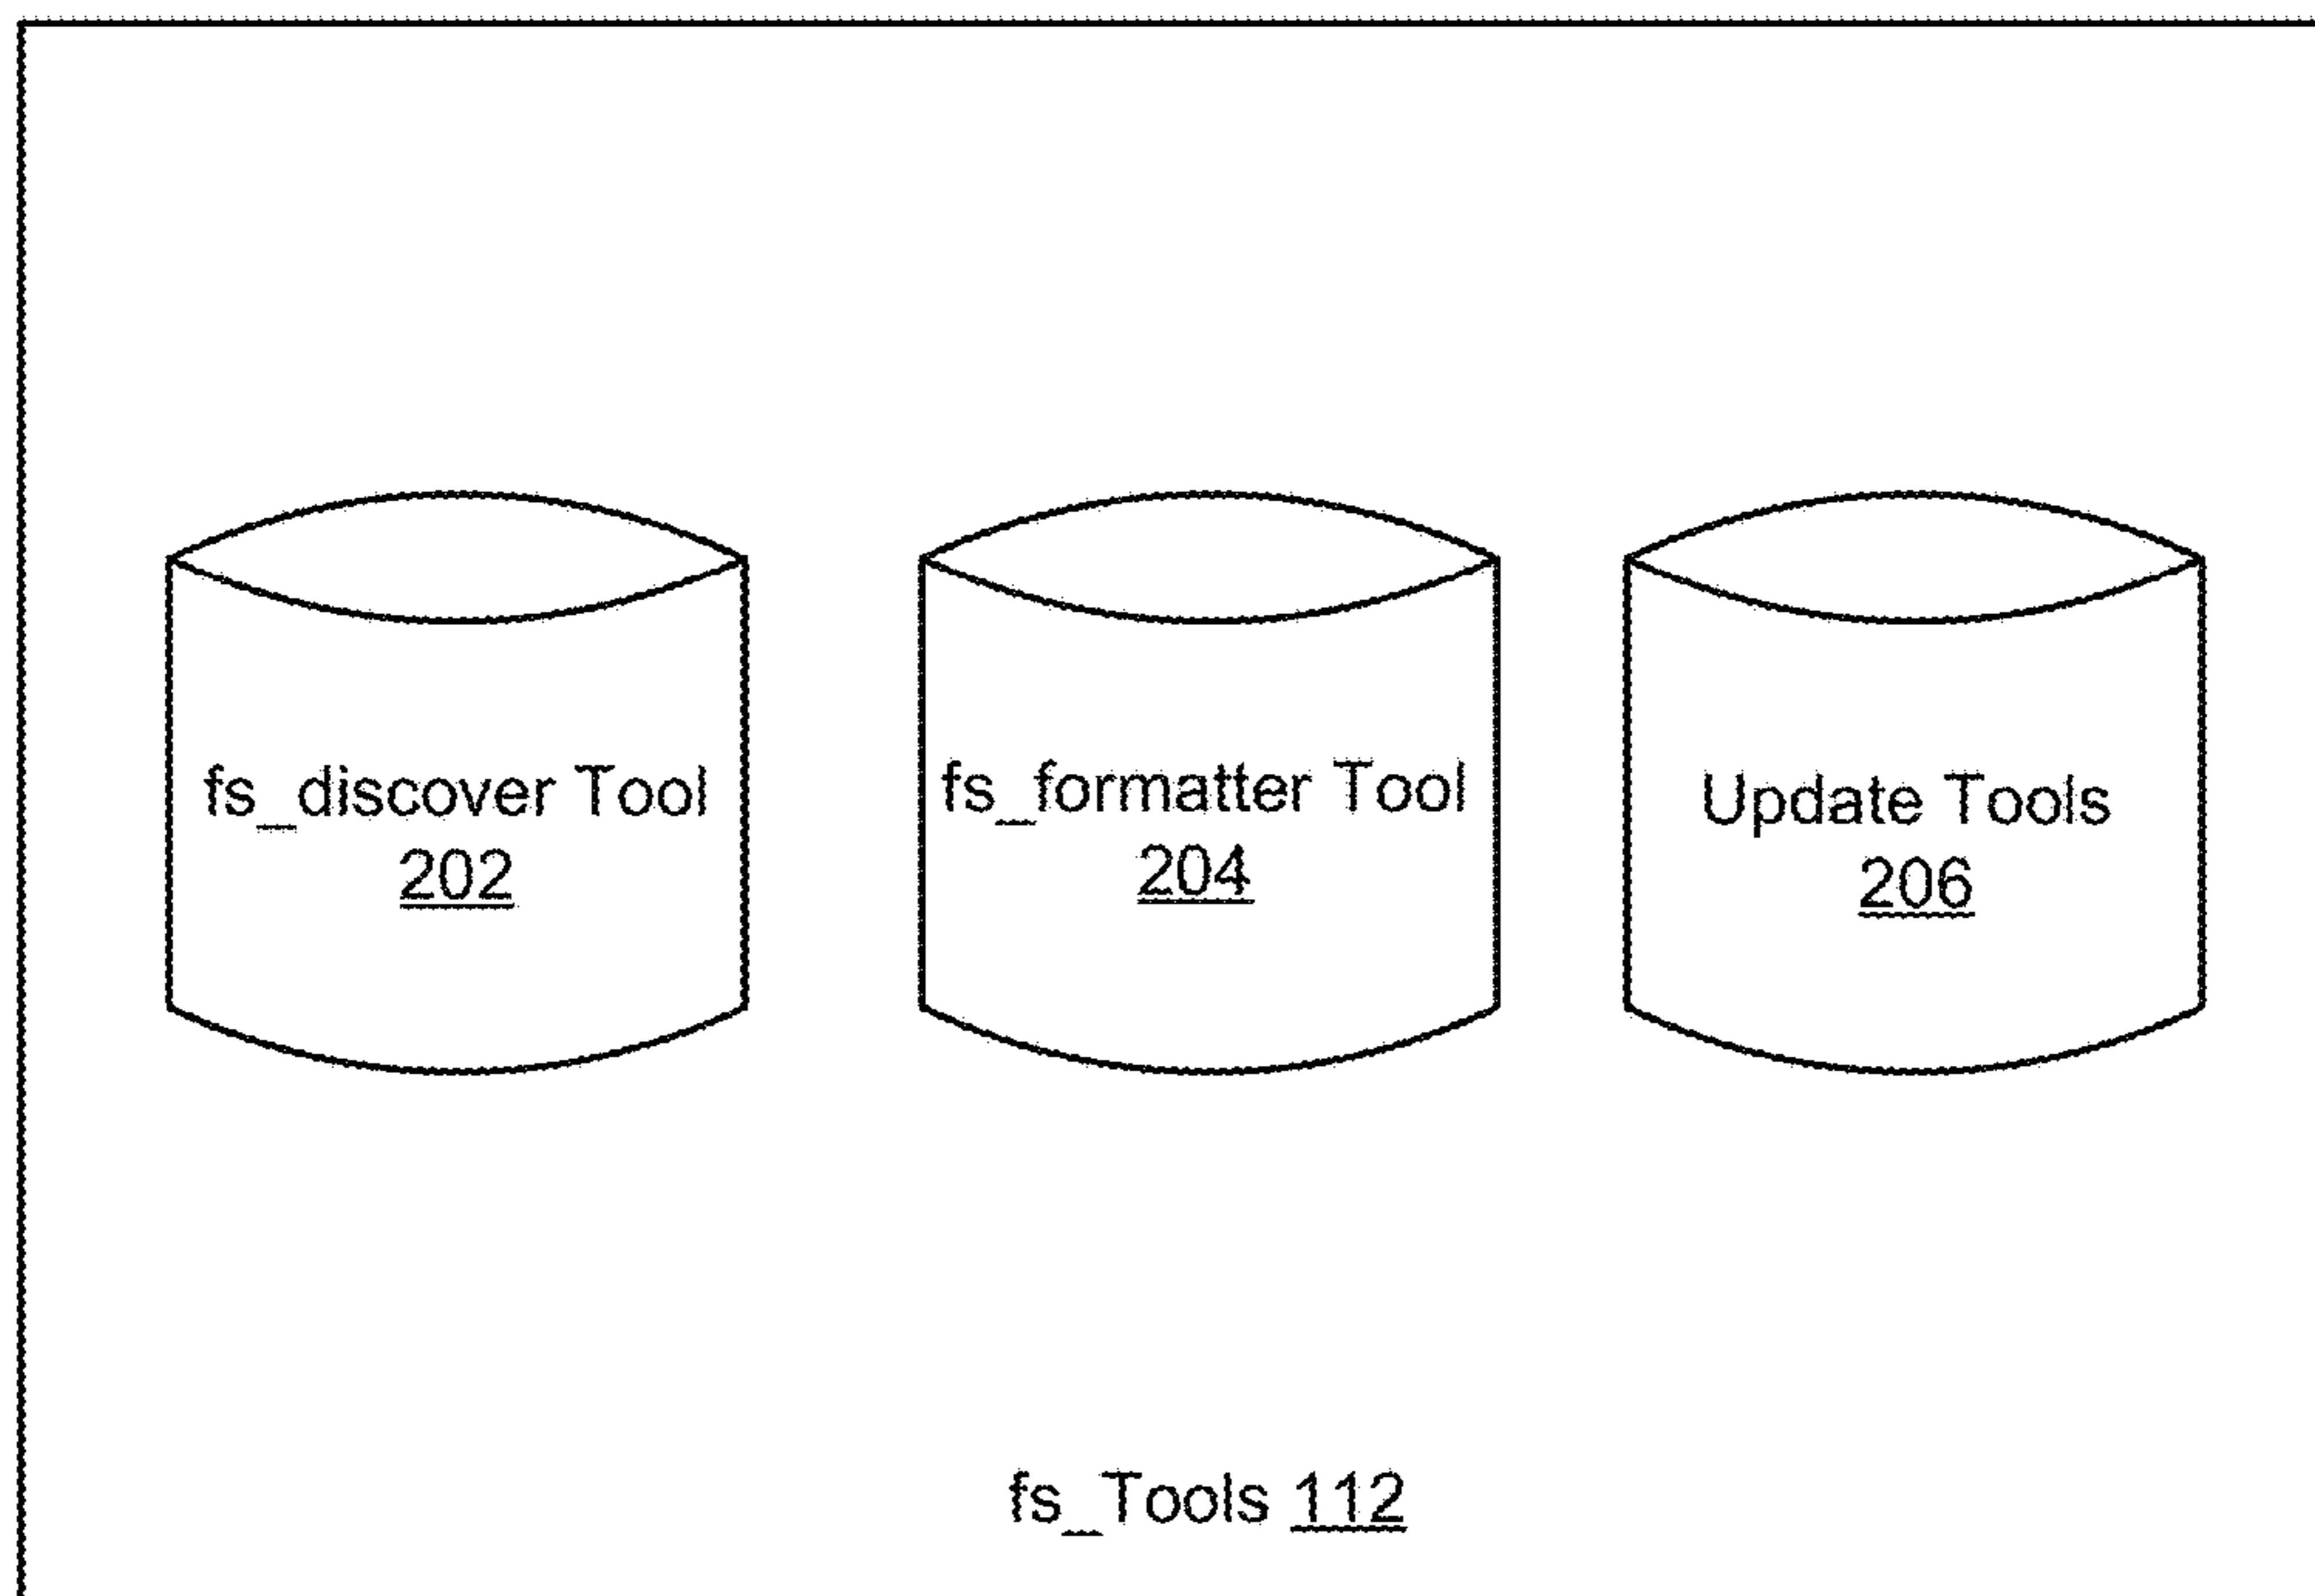 fs_discover Tool
202
fs_formatter Tool
204
Update Tools
206
fs_Tools 112